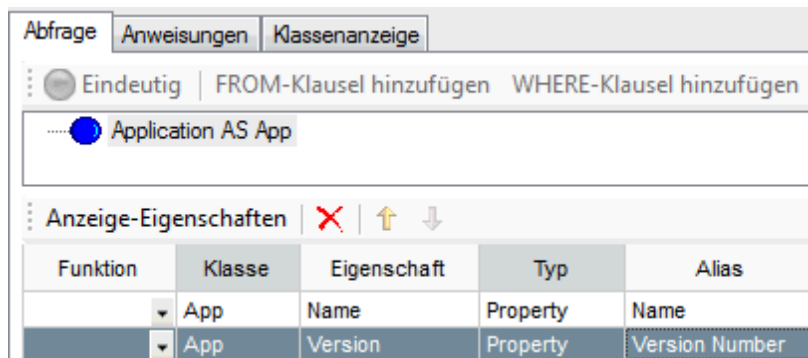 Abfrage Anweisungen Klassenanzeige
Eindeutig FROM-Klausel hinzufügen WHERE-Klausel hinzufügen
Application AS App
Anzeige-Eigenschaften
Funktion Klasse Eigenschaft Typ Alias
App Name Property Name
App Version Property Version Number